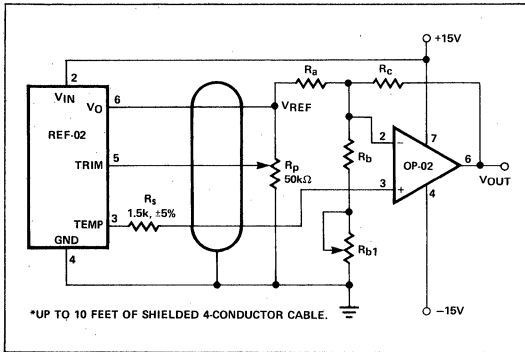 +15V
2
VIN
Ra
Rc
VO
6
VREF
REF-02
2
−
7
TRIM
5
Rp
50kΩ
Rb
OP-02
6
VOUT
Rs
1.5k, ±5%
3
+
4
TEMP
3
GND
4
Rb1
−15V
*UP TO 10 FEET OF SHIELDED 4-CONDUCTOR CABLE.